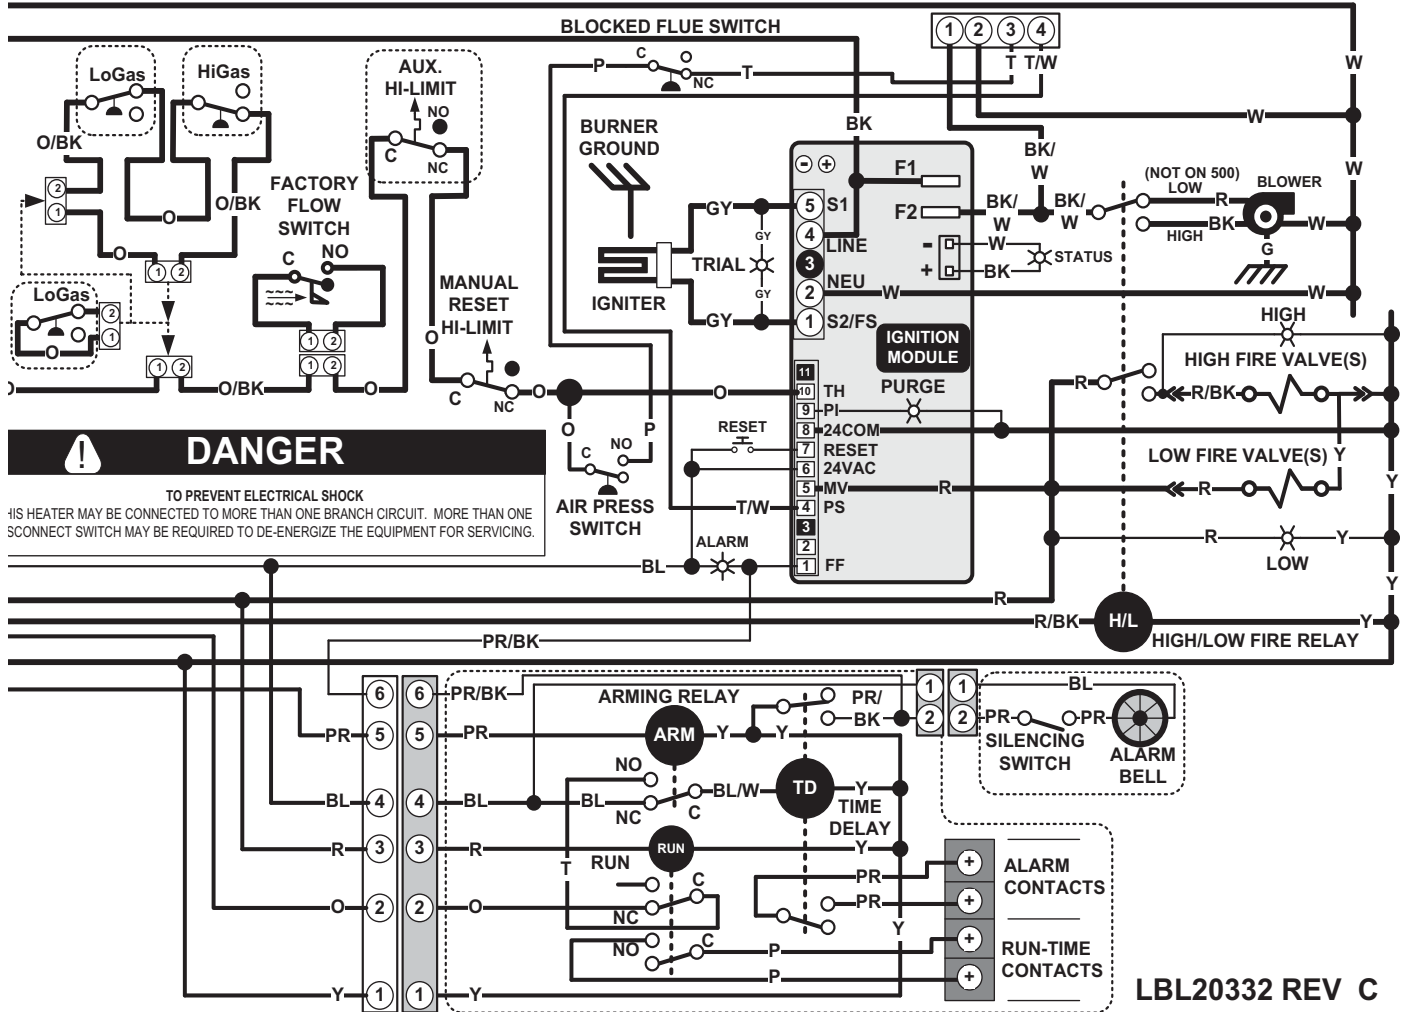 BLOCKED FLUE SWITCH
1 2 3 4
T T/W
C
NC
P T
W
LoGas
HiGas
AUX.
HI-LIMIT
NO
C
NC
O/BK
O
O/BK
2
1
O
1 2
FACTORY
FLOW
SWITCH
C NO
LoGas
O
2
1
1 2
O/BK
1 2
1 2
O
MANUAL
RESET
HI-LIMIT
O
C
NC
O
BURNER
GROUND
IGNITER
GY
TRIAL
GY
GY
GY
BK
F1
F2
5 S1
4 LINE
3
2 NEU
1 S2/FS
W
- W
+ BK
STATUS
IGNITION
MODULE
BK/
W
BK/
W
BK/
W
(NOT ON 500)
LOW
R
HIGH
BK
BLOWER
W
G
W
W
W
W
11
10 TH
9 PI
8 24COM
7 RESET
6 24VAC
5 MV
4 PS
3
2
1 FF
PURGE
O
RESET
T/W
R
O
P
C NO
AIR PRESS
SWITCH
BL
ALARM
HIGH
HIGH FIRE VALVE(S)
R
R/BK
LOW FIRE VALVE(S)
Y
R
R Y
LOW
Y
Y
DANGER
TO PREVENT ELECTRICAL SHOCK
HIS HEATER MAY BE CONNECTED TO MORE THAN ONE BRANCH CIRCUIT. MORE THAN ONE
SCONNECT SWITCH MAY BE REQUIRED TO DE-ENERGIZE THE EQUIPMENT FOR SERVICING.
R
R/BK
H/L
Y
HIGH/LOW FIRE RELAY
PR/BK
6 6 PR/BK
PR 5 5 PR
BL 4 4 BL
R 3 3 R
O 2 2 O
Y 1 1 Y
ARMING RELAY
ARM
Y Y
PR/
BK
NO
BL
NC
C
BL/W
TD
Y
TIME
DELAY
RUN
RUN
Y
T
C
NC
NO
C
P
P
PR
PR
Y
1 1
2 2
BL
PR
SILENCING
SWITCH
PR
ALARM
BELL
+
+
ALARM
CONTACTS
+
+
RUN-TIME
CONTACTS
LBL20332 REV C